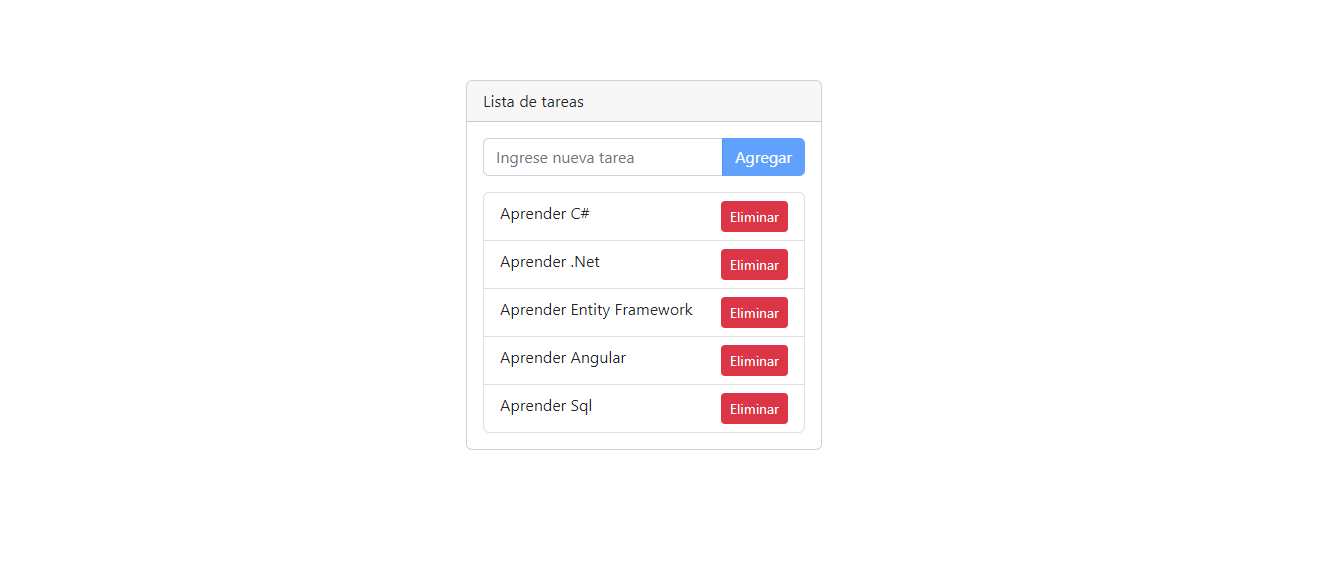 Lista de tareas
Ingrese nueva tarea Agregar
Aprender C# Eliminar
Aprender .Net Eliminar
Aprender Entity Framework Eliminar
Aprender Angular Eliminar
Aprender Sql Eliminar